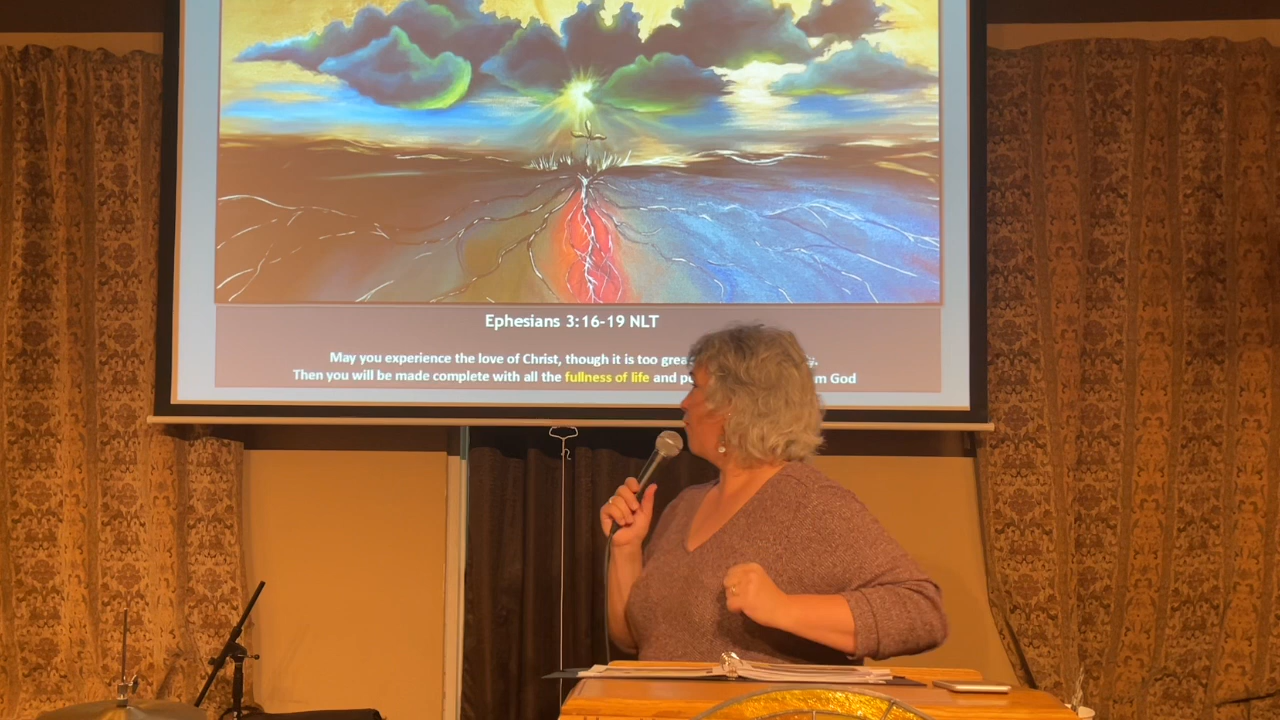 Ephesians 3:16-19 NLT
May you experience the love of Christ, though it is too
Then you will be made complete with all the fullness of life and God